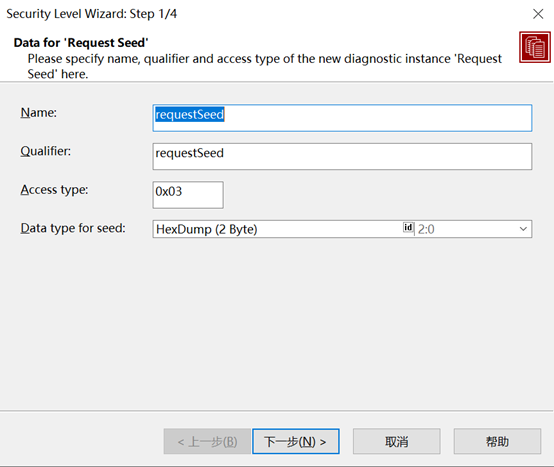 Security Level Wizard: Step 1/4
Data for 'Request Seed'
Please specify name, qualifier and access type of the new diagnostic instance 'Request
Seed' here.
Name:
requestSeed
Qualifier:
requestSeed
Access type:
0x03
Data type for seed:
HexDump (2 Byte)
id 2:0
< 上一步(B)
下一步(N) >
取消
帮助